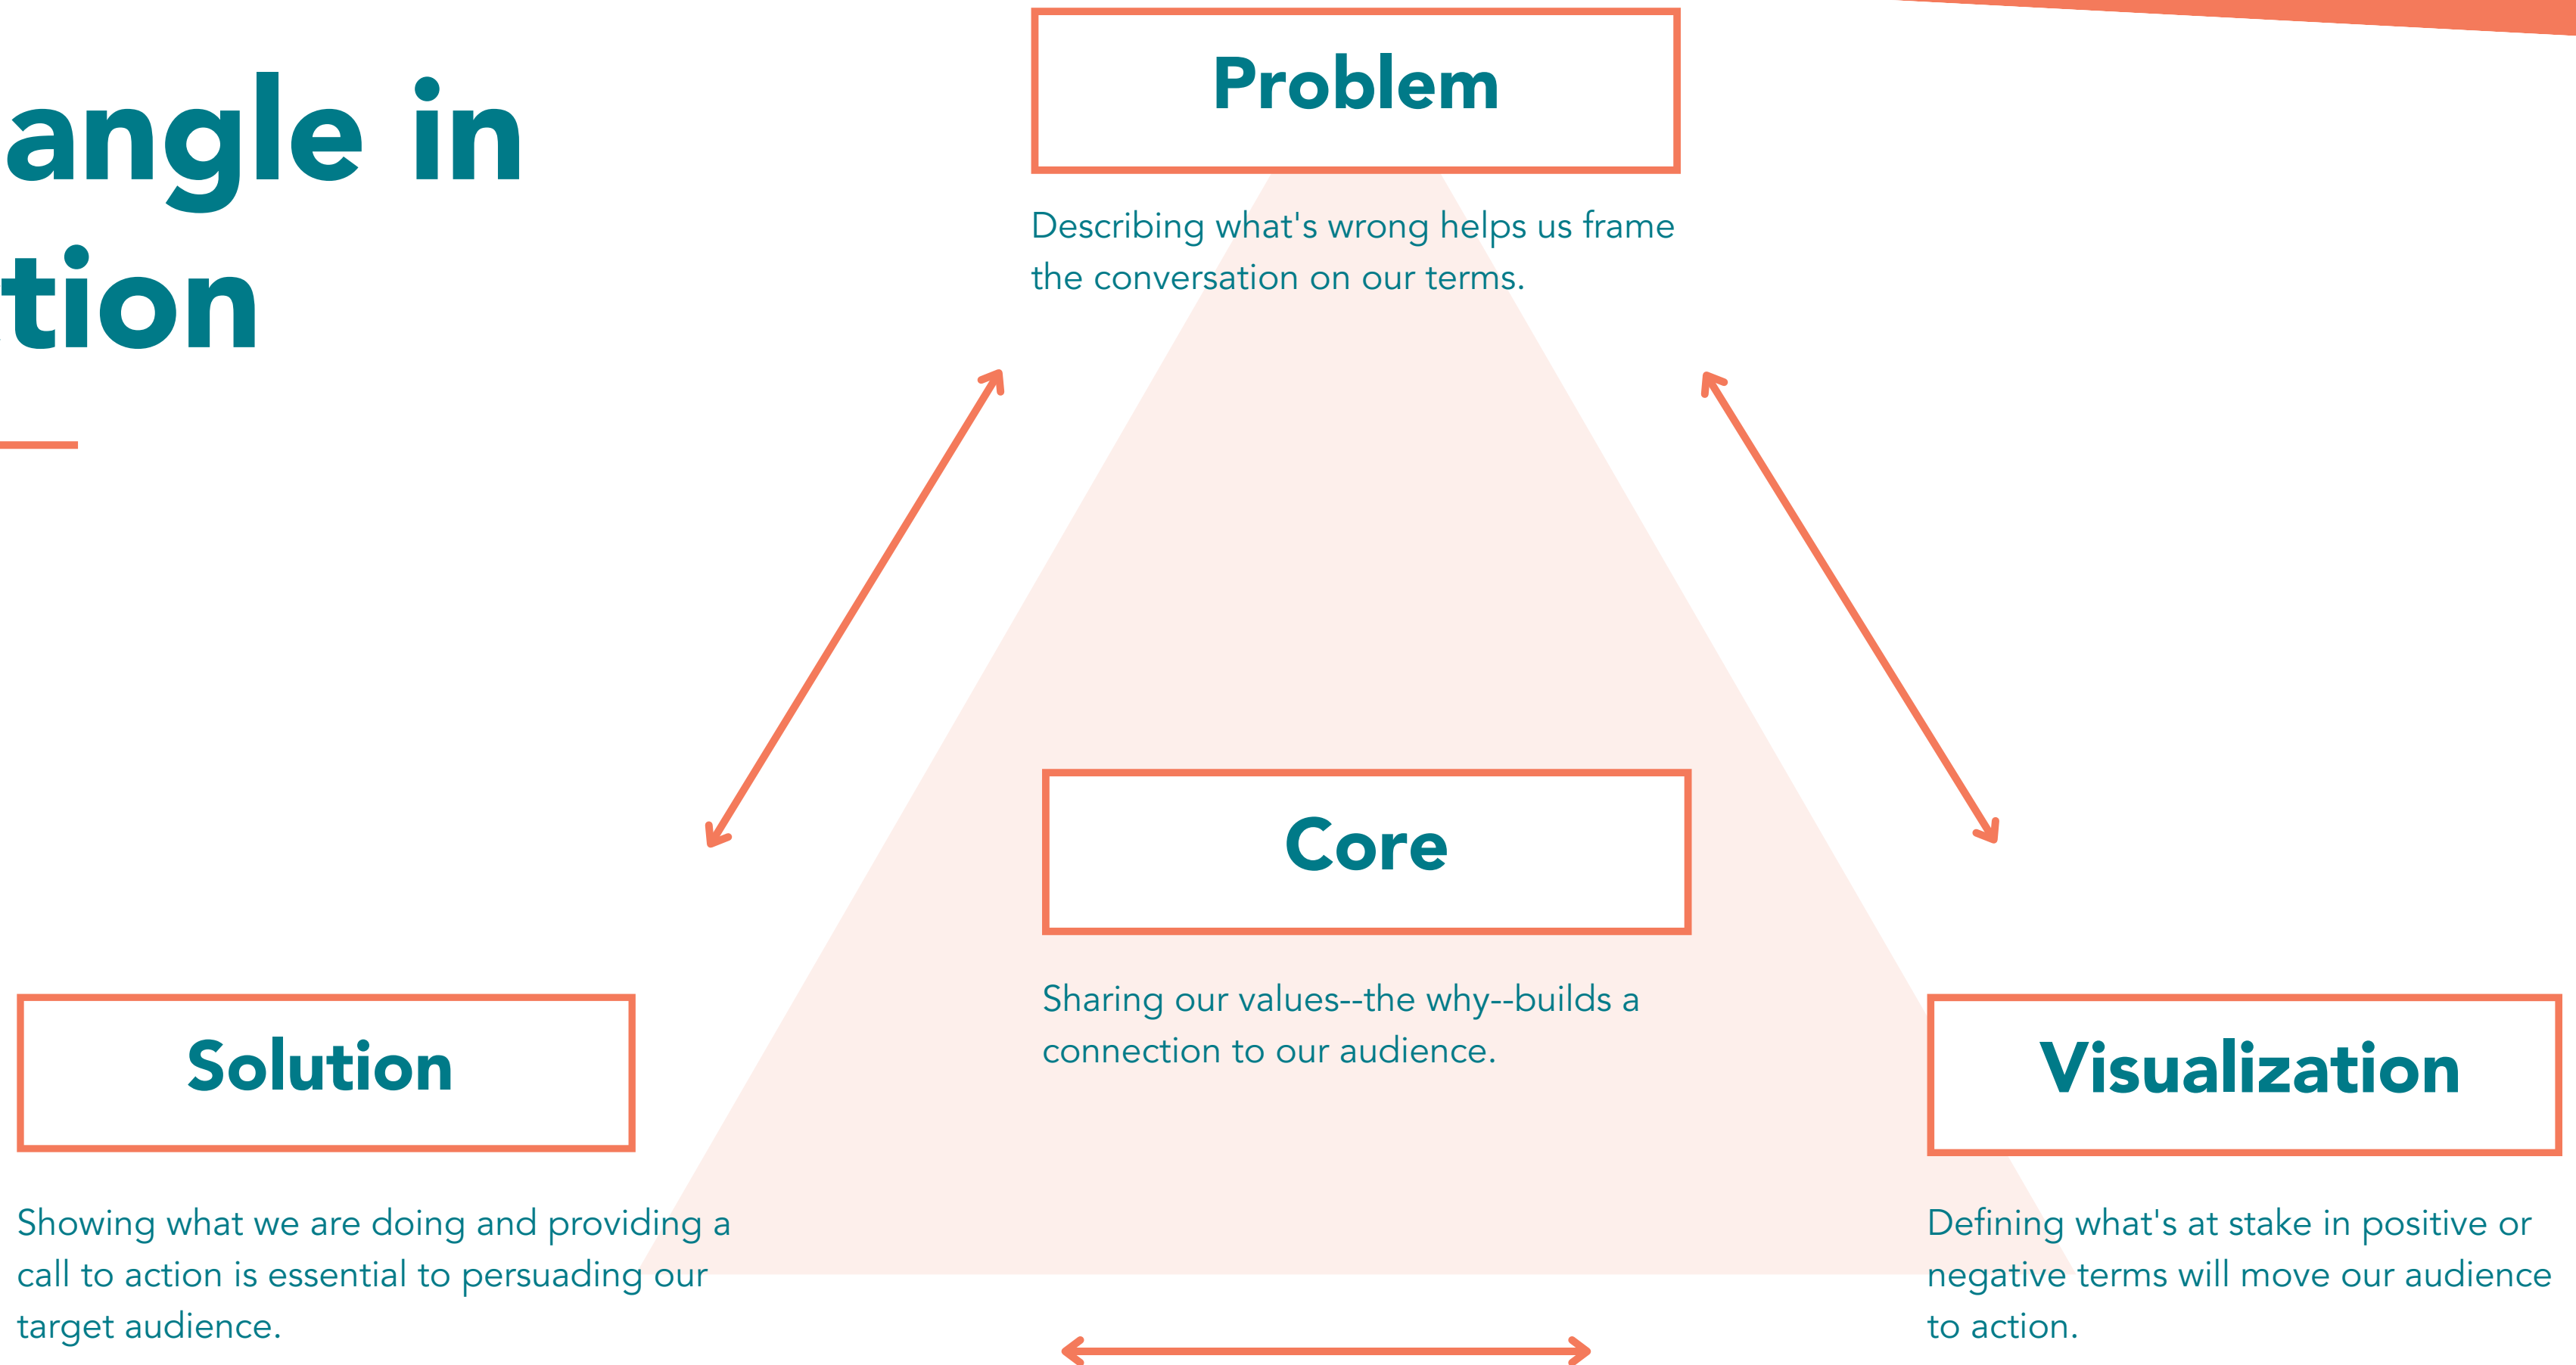 angle in
tion
Problem
Describing what's wrong helps us frame
the conversation on our terms.
Core
Sharing our values--the why--builds a
connection to our audience.
Solution
Showing what we are doing and providing a
call to action is essential to persuading our
target audience.
Visualization
Defining what's at stake in positive or
negative terms will move our audience
to action.